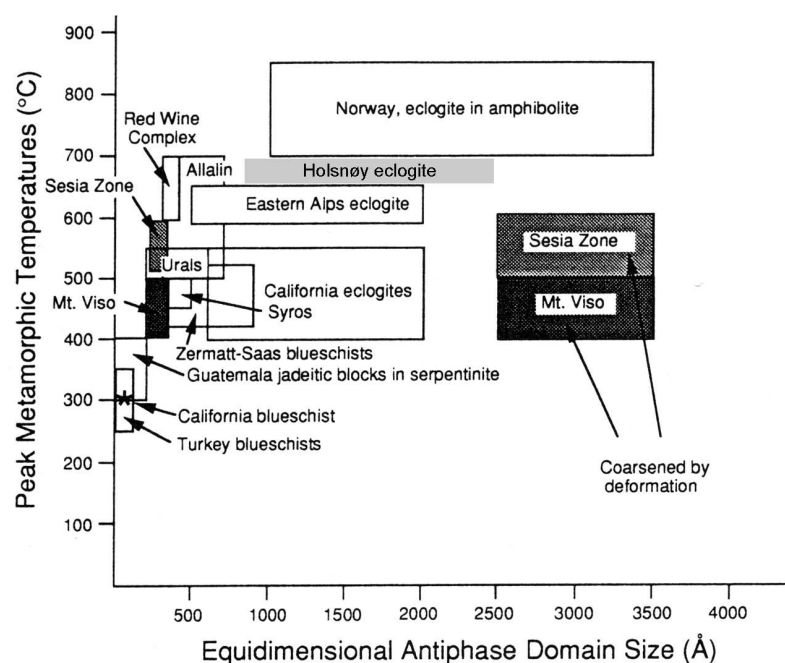 900
800
700
600
500
400
300
200
100
Peak Metamorphic Temperatures (°C)
Norway, eclogite in amphibolite
Red Wine
Complex
Allalin
Holsnøy eclogite
Sesia Zone
Eastern Alps eclogite
Sesia Zone
Urals
California eclogites
Syros
Mt. Viso
Mt. Viso
Zermatt-Saas blueschists
Guatemala jadeitic blocks in serpentinite
California blueschist
Turkey blueschists
Coarsened by
deformation
500
1000
1500
2000
2500
3000
3500
4000
Equidimensional Antiphase Domain Size (Å)